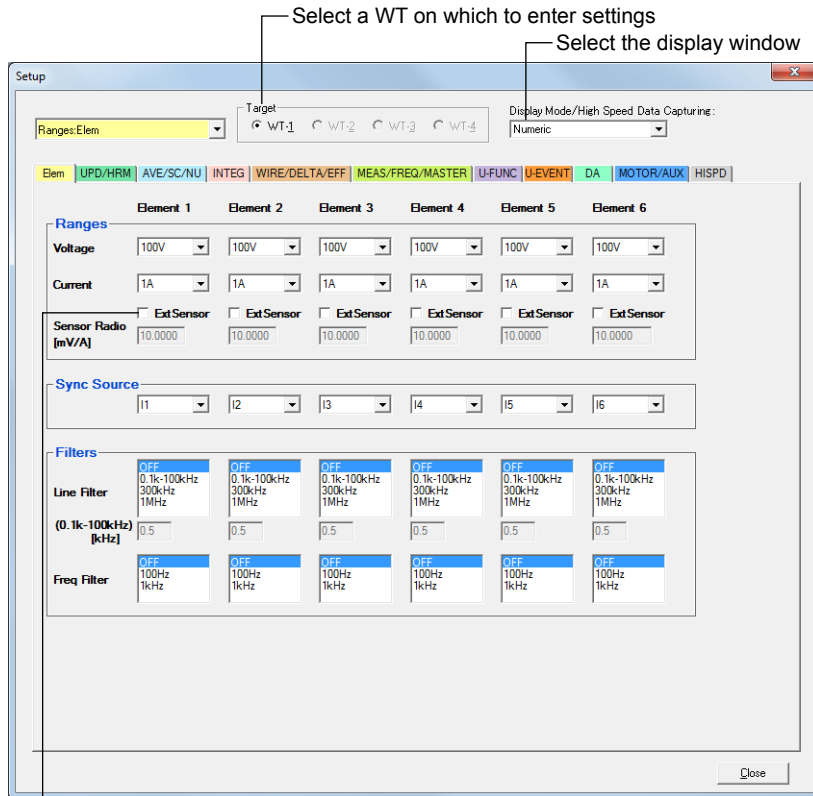 Select a WT on which to enter settings
Select the display window
Setup
Target
Display Mode/High Speed Data Capturing:
Ranges:Elem
WT-1 WT-2 WT-3 WT-4
Numeric
Elem UPD/HRM AVE/SC/NU INTEG WIRE/DELTA/EFF MEAS/FREQ/MASTER U-FUNC U-EVENT DA MOTOR/AUX HISPD
Element 1 Element 2 Element 3 Element 4 Element 5 Element 6
Ranges
Voltage 100V 100V 100V 100V 100V 100V
Current 1A 1A 1A 1A 1A 1A
Ext Sensor Ext Sensor Ext Sensor Ext Sensor Ext Sensor Ext Sensor
Sensor Radio
[mV/A]
10.0000 10.0000 10.0000 10.0000 10.0000 10.0000
Sync Source
I1 I2 I3 I4 I5 I6
Filters
OFF OFF OFF OFF OFF OFF
0.1k-100kHz 0.1k-100kHz 0.1k-100kHz 0.1k-100kHz 0.1k-100kHz 0.1k-100kHz
Line Filter 300kHz 300kHz 300kHz 300kHz 300kHz 300kHz
1MHz 1MHz 1MHz 1MHz 1MHz 1MHz
(0.1k-100kHz)
[kHz]
0.5 0.5 0.5 0.5 0.5 0.5
OFF OFF OFF OFF OFF OFF
Freq Filter 100Hz 100Hz 100Hz 100Hz 100Hz 100Hz
1kHz 1kHz 1kHz 1kHz 1kHz 1kHz
Close